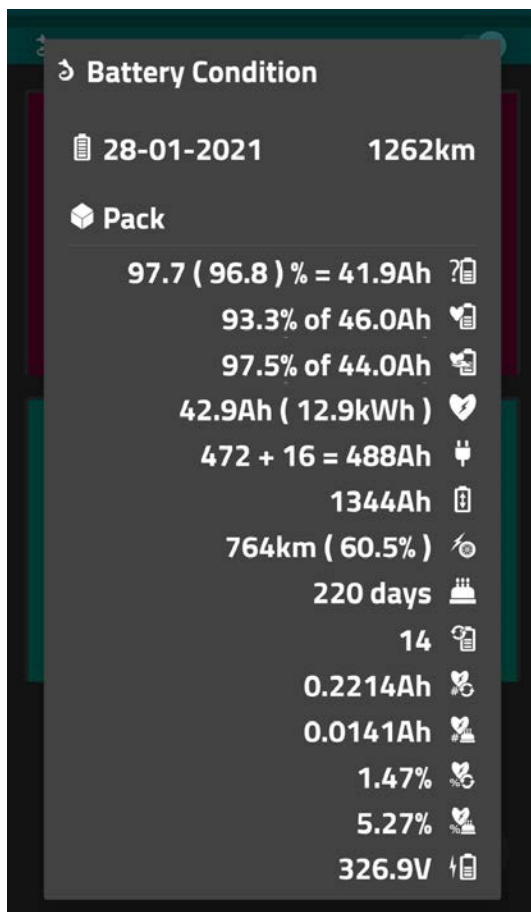 Battery Condition
28-01-2021 1262km
Pack
97.7 ( 96.8 ) % = 41.9Ah
93.3% of 46.0Ah
97.5% of 44.0Ah
42.9Ah ( 12.9kWh )
472 + 16 = 488Ah
1344Ah
764km ( 60.5% )
220 days
14
0.2214Ah
0.0141Ah
1.47%
5.27%
326.9V